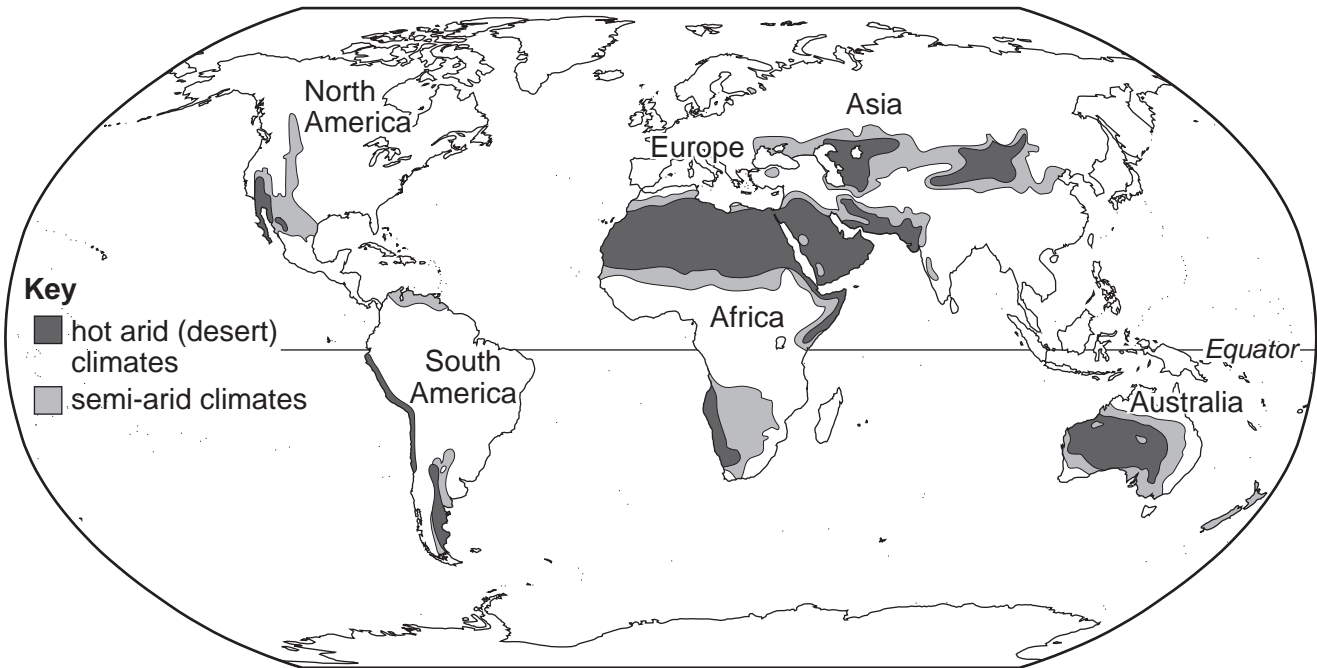 North
America
Asia
Europe
Key
hot arid (desert)
climates
semi-arid climates
Africa
South
America
Equator
Australia